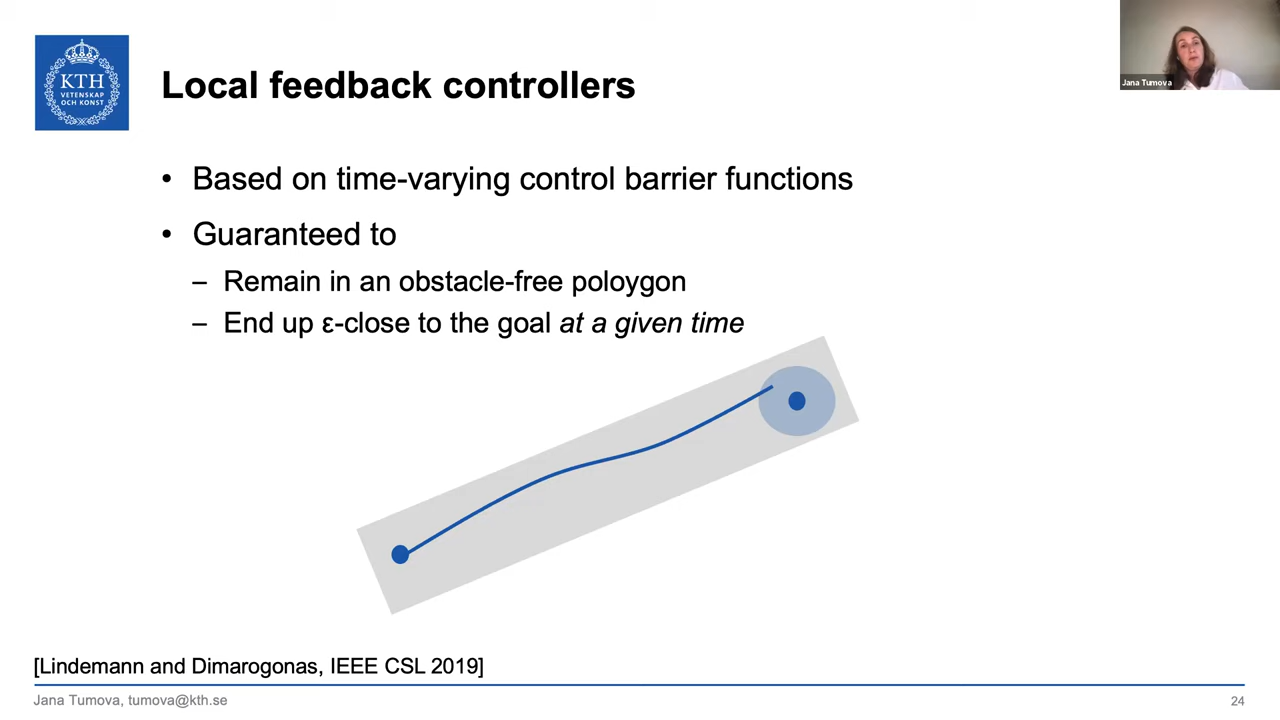 KTH
VETENSKAP
OCH KONST
Local feedback controllers
Jana Tumova
• Based on time-varying control barrier functions
• Guaranteed to
– Remain in an obstacle-free poloygon
– End up ε-close to the goal at a given time
[Lindemann and Dimarogonas, IEEE CSL 2019]
Jana Tumova, tumova@kth.se
24